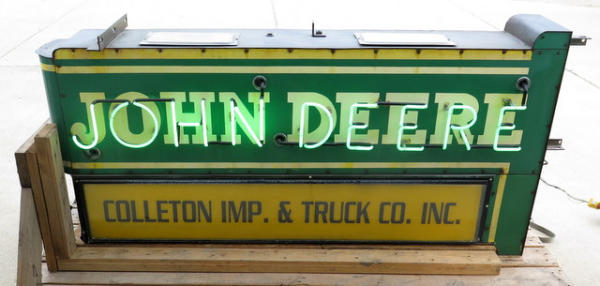 JOHN DEERE
COLLETON IMP. & TRUCK CO. INC.